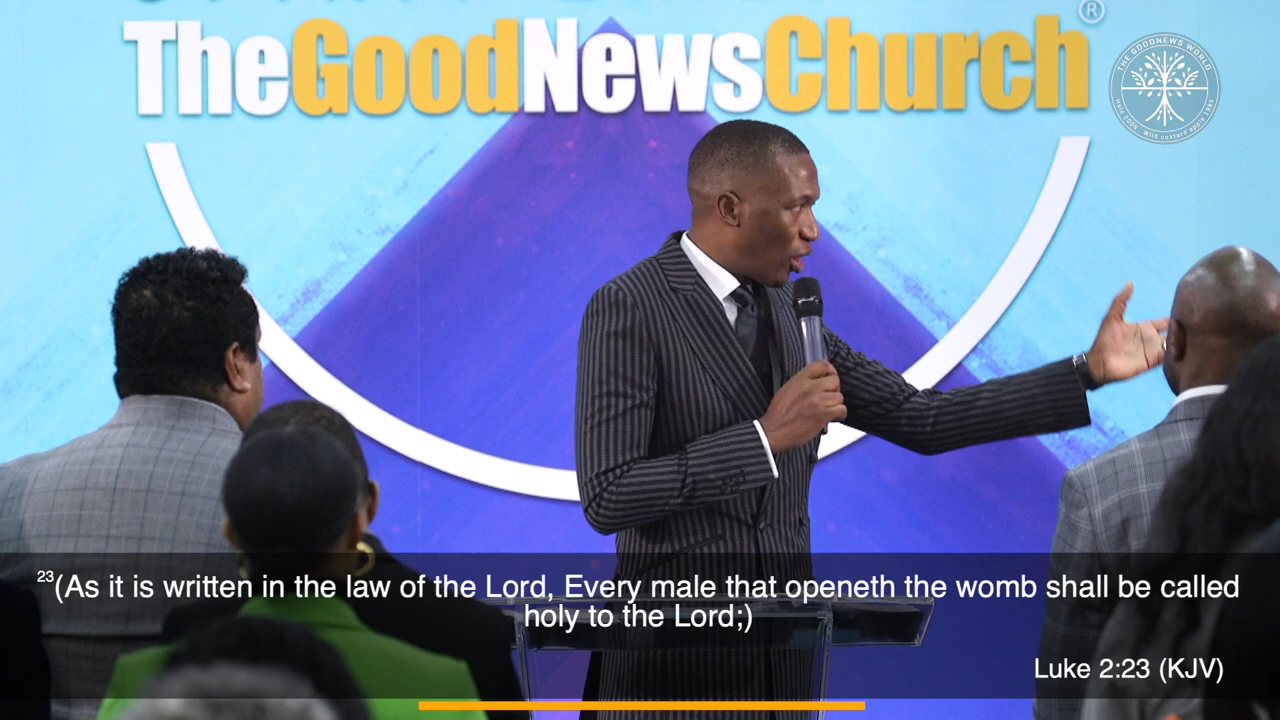 TheGoodNewsChurch®
THE GOODNEWS WORLD
²³(As it is written in the law of the Lord, Every male that openeth the womb shall be called
holy to the Lord;)
Luke 2:23 (KJV)